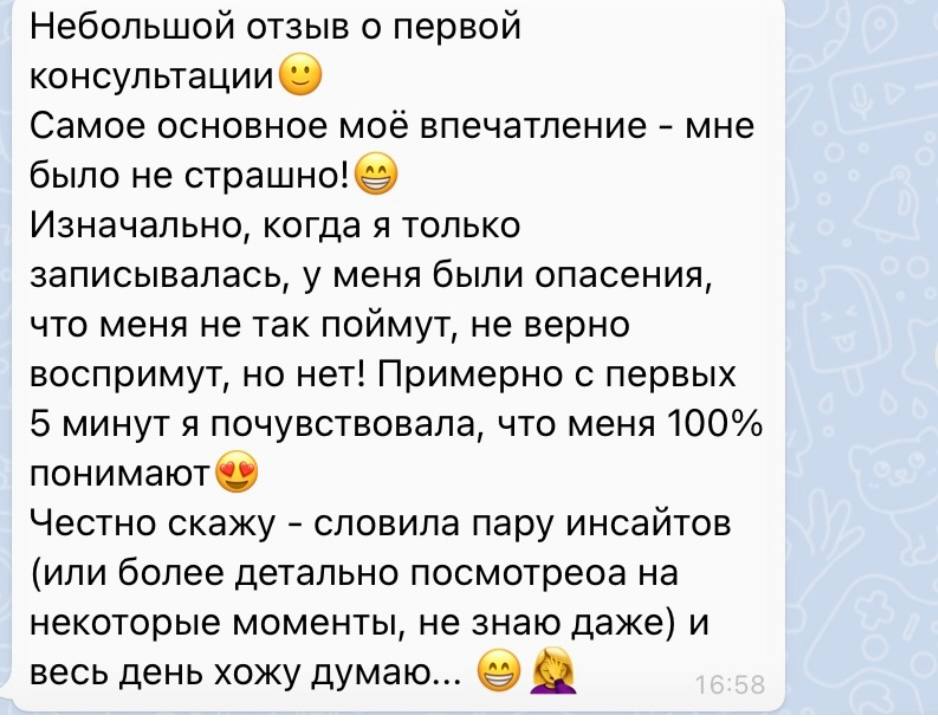 Небольшой отзыв о первой
консультации🙂
Самое основное моё впечатление - мне
было не страшно!😁
Изначально, когда я только
записывалась, у меня были опасения,
что меня не так поймут, не верно
воспримут, но нет! Примерно с первых
5 минут я почувствовала, что меня 100%
понимают😍
Честно скажу - словила пару инсайтов
(или более детально посмотреоа на
некоторые моменты, не знаю даже) и
весь день хожу думаю... 😁🤦‍♀️
16:58